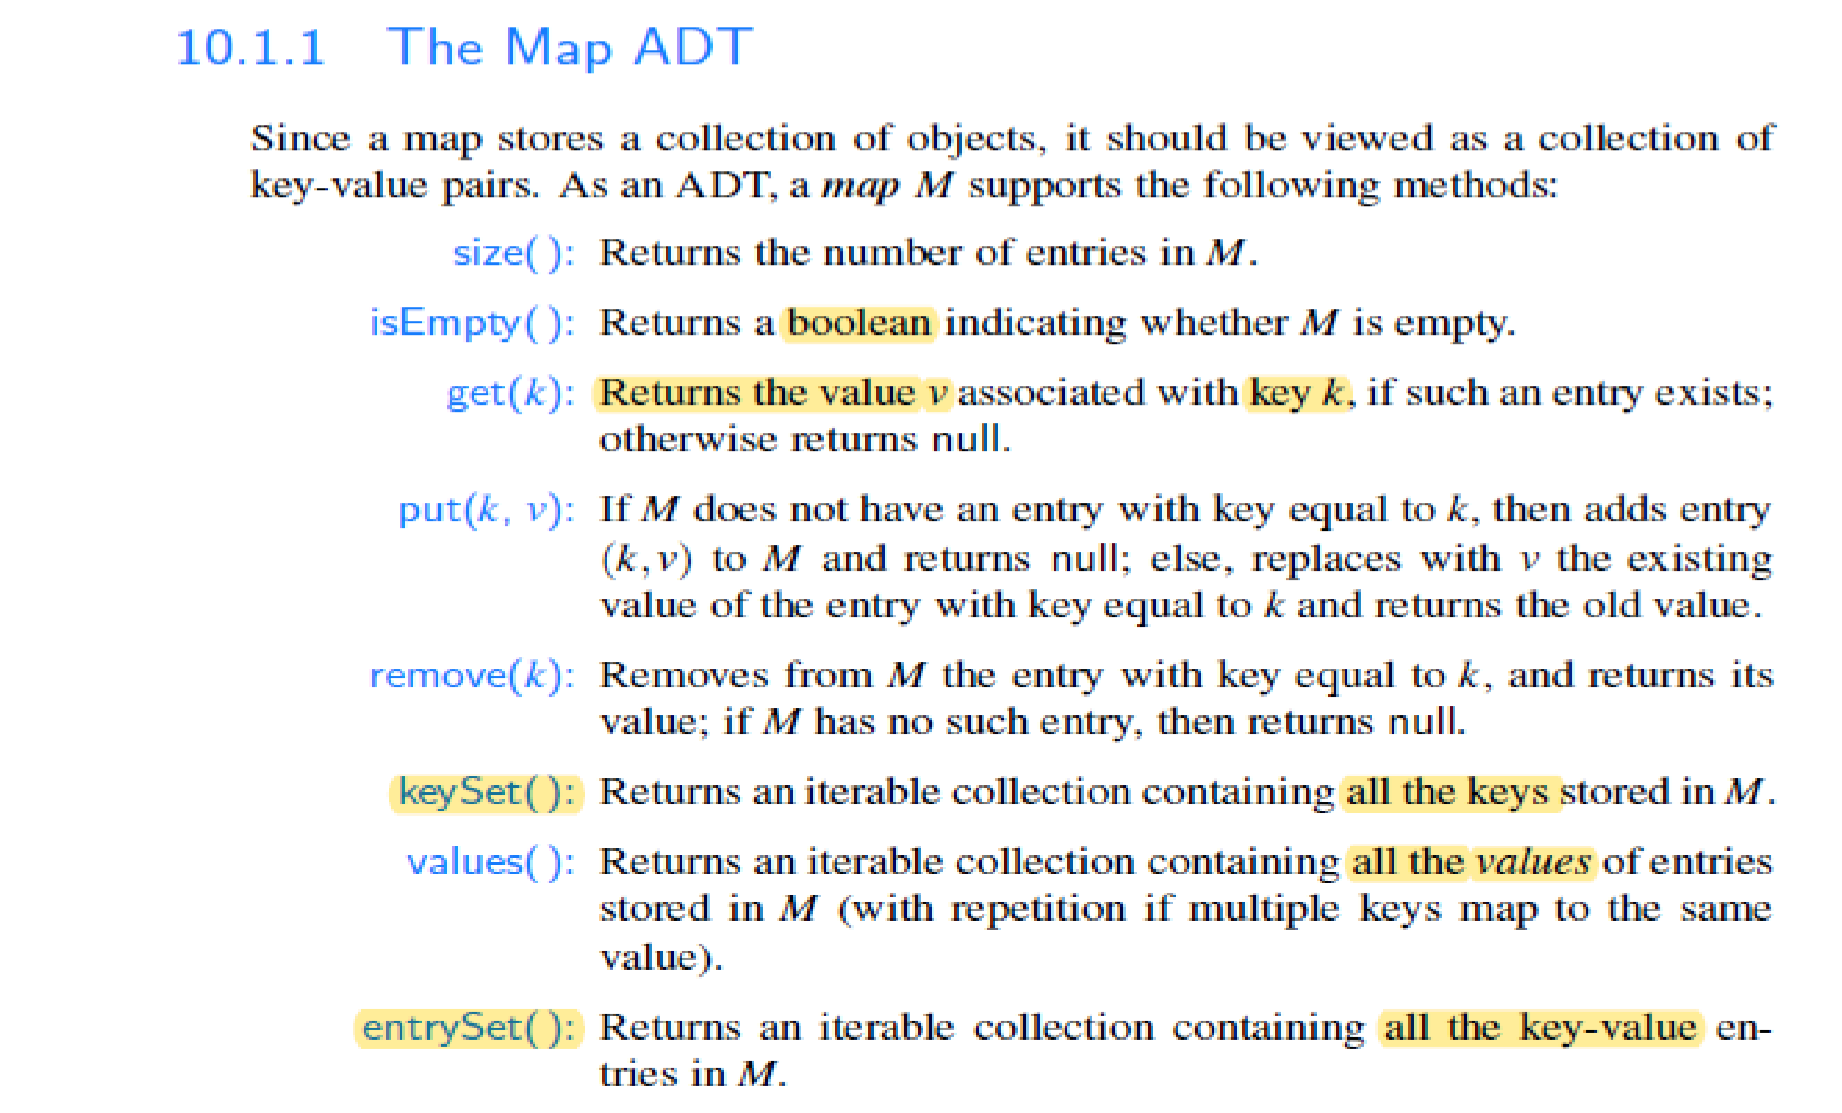 10.1.1 The Map ADT
Since a map stores a collection of objects, it should be viewed as a collection of
key-value pairs. As an ADT, a map M supports the following methods:
size( ): Returns the number of entries in M.
isEmpty( ): Returns a boolean indicating whether M is empty.
get(k): Returns the value v associated with key k, if such an entry exists;
otherwise returns null.
put(k, v): If M does not have an entry with key equal to k, then adds entry
(k,v) to M and returns null; else, replaces with v the existing
value of the entry with key equal to k and returns the old value.
remove(k): Removes from M the entry with key equal to k, and returns its
value; if M has no such entry, then returns null.
keySet( ): Returns an iterable collection containing all the keys stored in M.
values( ): Returns an iterable collection containing all the values of entries
stored in M (with repetition if multiple keys map to the same
value).
entrySet( ): Returns an iterable collection containing all the key-value en-
tries in M.